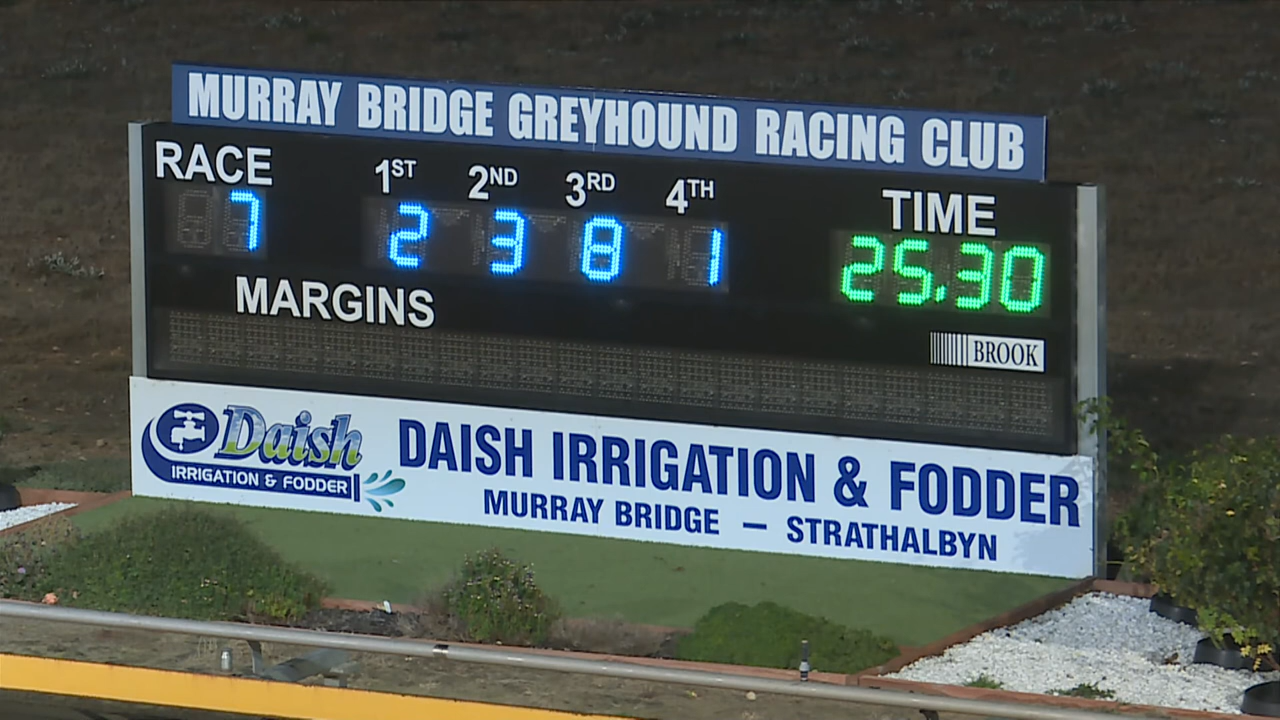 MURRAY BRIDGE GREYHOUND RACING CLUB
RACE 1ST 2ND 3RD 4TH TIME
7 2 3 8 1 25.30
MARGINS
BROOK
Daish
IRRIGATION & FODDER
DAISH IRRIGATION & FODDER
MURRAY BRIDGE – STRATHALBYN